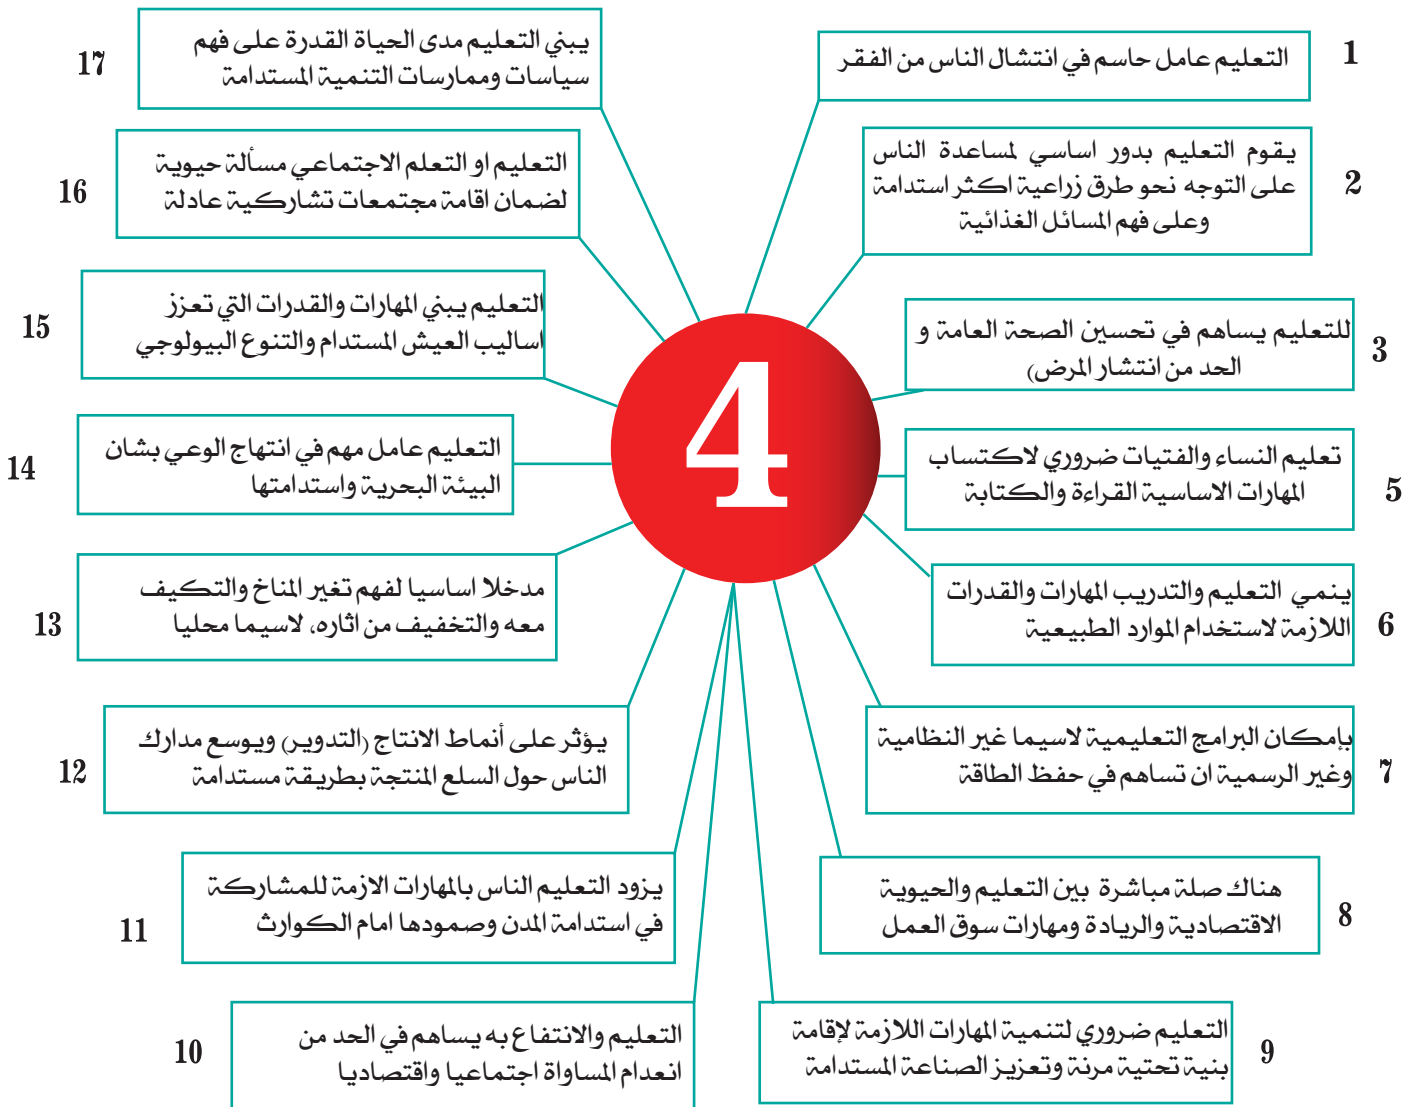 1
التعليم عامل حاسم في انتشال الناس من الفقر
2
يقوم التعليم بدور اساسي لمساعدة الناس
على التوجه نحو طرق زراعية اكثر استدامة
وعلى فهم المسائل الغذائية
3
للتعليم يساهم في تحسين الصحة العامة و
الحد من انتشار المرض)
4
5
تعليم النساء والفتيات ضروري لاكتساب
المهارات الاساسية القراءة والكتابة
6
ينمي التعليم والتدريب المهارات والقدرات
اللازمة لاستخدام الموارد الطبيعية
7
بإمكان البرامج التعليمية لاسيما غير النظامية
وغير الرسمية ان تساهم في حفظ الطاقة
8
هناك صلة مباشرة بين التعليم والحيوية
الاقتصادية والريادة ومهارات سوق العمل
9
التعليم ضروري لتنمية المهارات اللازمة لإقامة
بنية تحتية مرنة وتعزيز الصناعة المستدامة
10
التعليم والانتفاع به يساهم في الحد من
انعدام المساواة اجتماعيا واقتصاديا
11
يزود التعليم الناس بالمهارات الازمة للمشاركة
في استدامة المدن وصمودها امام الكوارث
12
يؤثر على أنماط الانتاج (التدوير) ويوسع مدارك
الناس حول السلع المنتجة بطريقة مستدامة
13
مدخلا اساسيا لفهم تغير المناخ والتكيف
معه والتخفيف من اثاره، لاسيما محليا
14
التعليم عامل مهم في انتهاج الوعي بشان
البيئة البحرية واستدامتها
15
التعليم يبني المهارات والقدرات التي تعزز
اساليب العيش المستدام والتنوع البيولوجي
16
التعليم او التعلم الاجتماعي مسألة حيوية
لضمان اقامة مجتمعات تشاركية عادلة
17
يبني التعليم مدى الحياة القدرة على فهم
سياسات وممارسات التنمية المستدامة